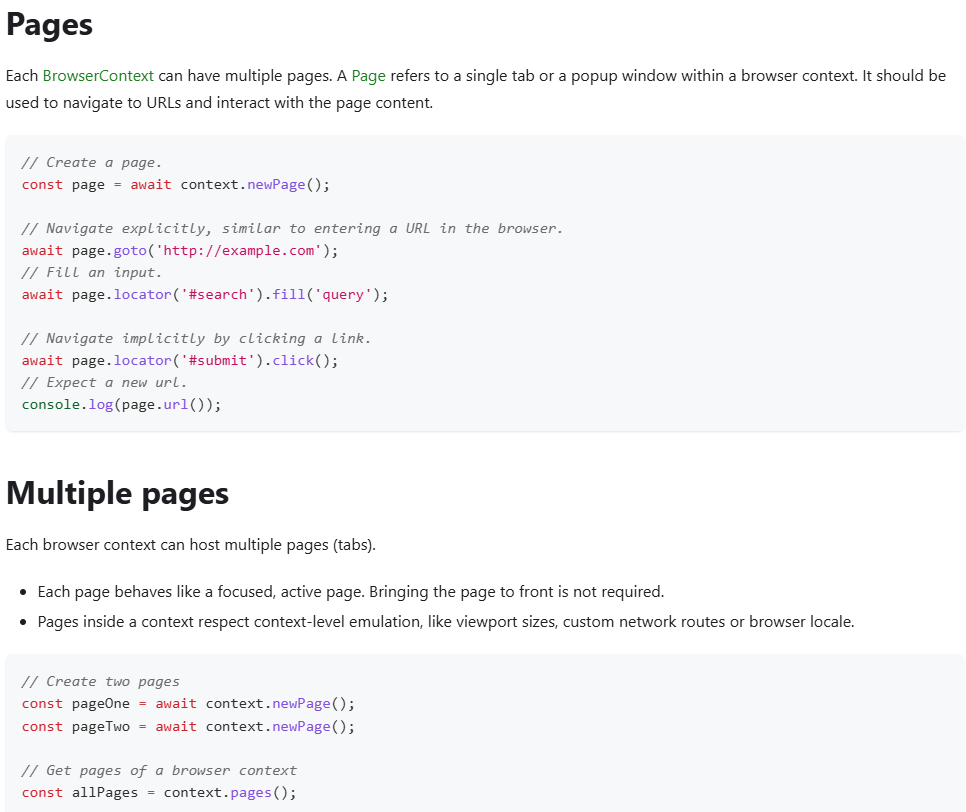 Pages
Each BrowserContext can have multiple pages. A Page refers to a single tab or a popup window within a browser context. It should be
used to navigate to URLs and interact with the page content.
// Create a page.
const page = await context.newPage();
// Navigate explicitly, similar to entering a URL in the browser.
await page.goto('http://example.com');
// Fill an input.
await page.locator('#search').fill('query');
// Navigate implicitly by clicking a link.
await page.locator('#submit').click();
// Expect a new url.
console.log(page.url());
Multiple pages
Each browser context can host multiple pages (tabs).
• Each page behaves like a focused, active page. Bringing the page to front is not required.
• Pages inside a context respect context-level emulation, like viewport sizes, custom network routes or browser locale.
// Create two pages
const pageOne = await context.newPage();
const pageTwo = await context.newPage();
// Get pages of a browser context
const allPages = context.pages();